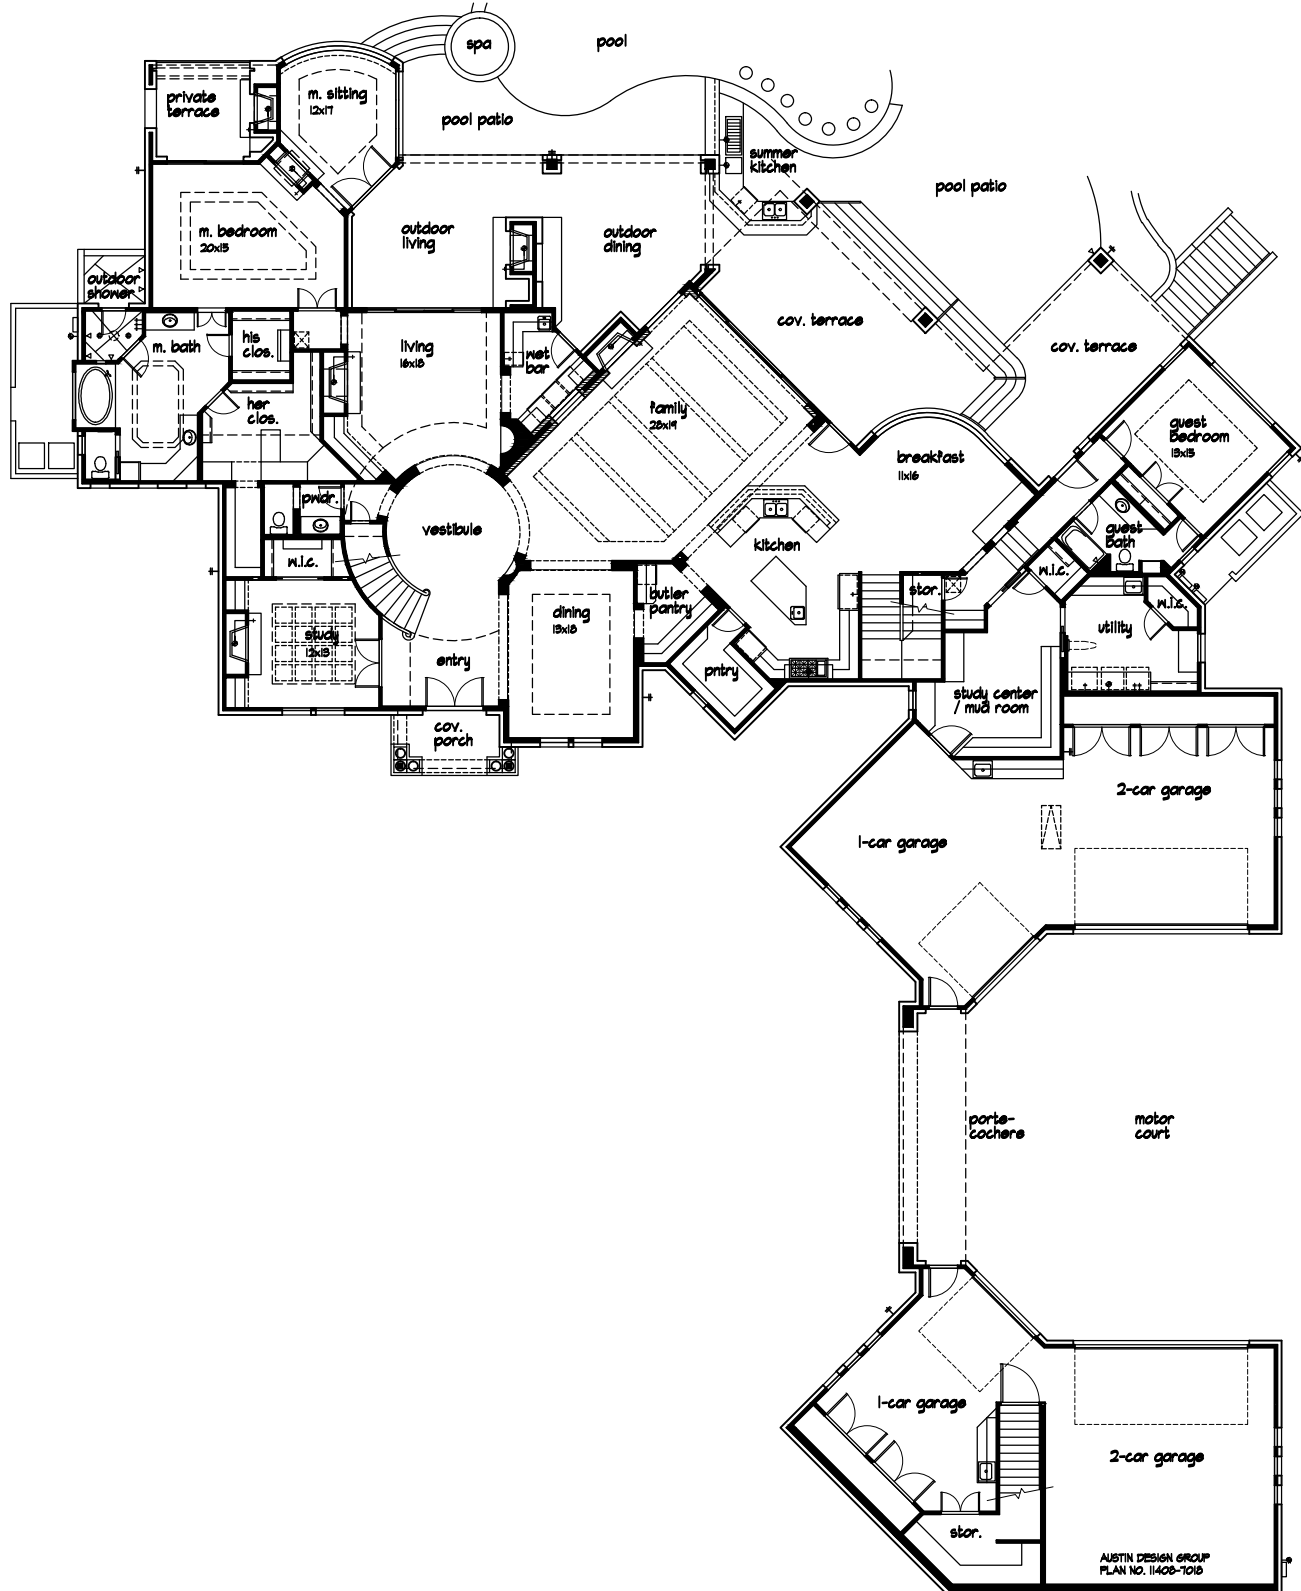 spa
pool
private
terrace
m. sitting
12x17
pool patio
summer
kitchen
pool patio
m. bedroom
20x15
outdoor
living
outdoor
dining
outdoor
shower
cov. terrace
cov. terrace
m. bath
his
clos.
living
16x18
wet
bar
her
clos.
family
25x19
guest
Bedroom
13x15
breakfast
11x16
pwdr.
vestibule
kitchen
guest
Bath
w.i.c.
w.i.c.
stor.
butler
pantry
w.i.c.
study
12x13
dining
13x18
utility
entry
pntry
study center
/ mud room
cov.
porch
2-car garage
1-car garage
porte-
cochere
motor
court
1-car garage
2-car garage
stor.
AUSTIN DESIGN GROUP
PLAN NO. 11408-7018